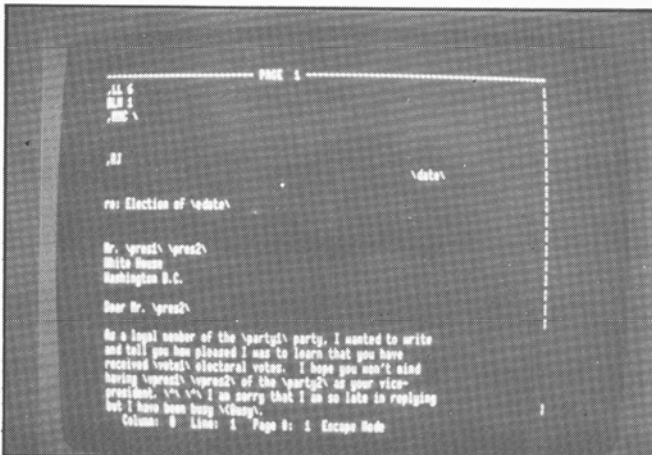 PAGE 1
,LL 6
BLM 1
,MMC \
,RJ
\date\
re: Election of \edate\
Mr. \pres1\ \pres2\
White House
Washington D.C.
Dear Mr. \pres2\
As a loyal member of the \party1\ party, I wanted to write
and tell you how pleased I was to learn that you have
received \vote1\ electoral votes.  I hope you won't mind
having \vpres1\ \vpres2\ of the \party2\ as your vice-
president. \^\ \^\ I am sorry that I am so late in replying
but I have been busy \<Busy\.
Column:  0  Line:  1  Page 0:  1  Escape Mode